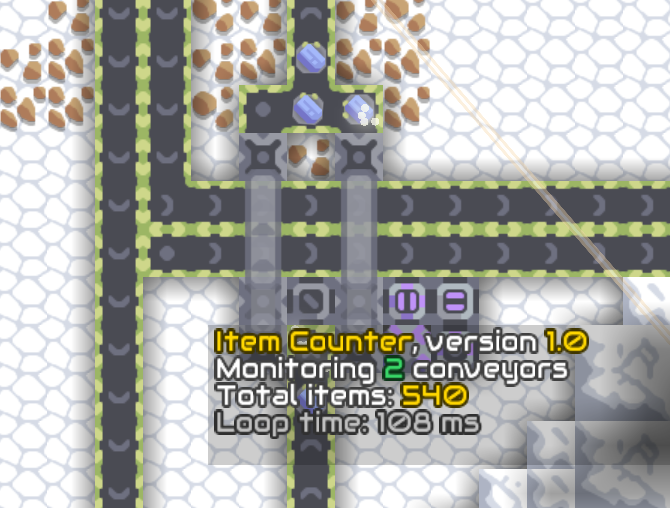 Item Counter, version 1.0
Monitoring 2 conveyors
Total items: 540
Loop time: 108 ms